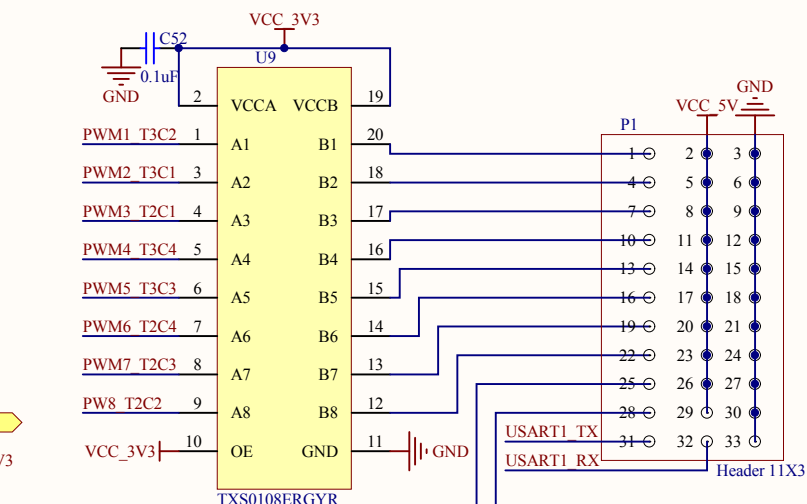 VCC_3V3
C52
U9
0.1uF
GND
GND
VCC_5V
P1
2 VCCA VCCB 19
PWM1_T3C2 1 A1 B1 20
PWM2_T3C1 3 A2 B2 18
PWM3_T2C1 4 A3 B3 17
PWM4_T3C4 5 A4 B4 16
PWM5_T3C3 6 A5 B5 15
PWM6_T2C4 7 A6 B6 14
PWM7_T2C3 8 A7 B7 13
PW8_T2C2 9 A8 B8 12
VCC_3V3 10 OE GND 11 GND
TXS0108ERGYR
1 2 3
4 5 6
7 8 9
10 11 12
13 14 15
16 17 18
19 20 21
22 23 24
25 26 27
28 29 30
USART1_TX 31 32 33
USART1_RX
Header 11X3
V3